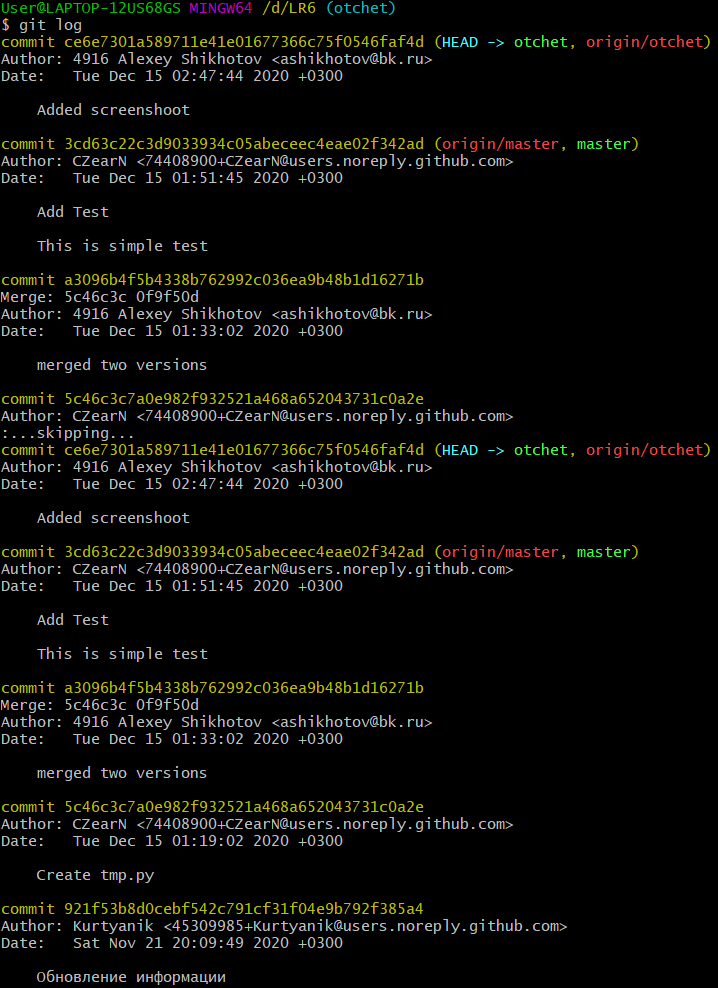 User@LAPTOP-12US68GS MINGW64 /d/LR6 (otchet)
$ git log
commit ce6e7301a589711e41e01677366c75f0546faf4d (HEAD -> otchet, origin/otchet)
Author: 4916 Alexey Shikhotov <ashikhotov@bk.ru>
Date:   Tue Dec 15 02:47:44 2020 +0300
Added screenshoot
commit 3cd63c22c3d9033934c05abeceec4eae02f342ad (origin/master, master)
Author: CZearN <74408900+CZearN@users.noreply.github.com>
Date:   Tue Dec 15 01:51:45 2020 +0300
Add Test
This is simple test
commit a3096b4f5b4338b762992c036ea9b48b1d16271b
Merge: 5c46c3c 0f9f50d
Author: 4916 Alexey Shikhotov <ashikhotov@bk.ru>
Date:   Tue Dec 15 01:33:02 2020 +0300
merged two versions
commit 5c46c3c7a0e982f932521a468a652043731c0a2e
Author: CZearN <74408900+CZearN@users.noreply.github.com>
:...skipping...
commit ce6e7301a589711e41e01677366c75f0546faf4d (HEAD -> otchet, origin/otchet)
Author: 4916 Alexey Shikhotov <ashikhotov@bk.ru>
Date:   Tue Dec 15 02:47:44 2020 +0300
Added screenshoot
commit 3cd63c22c3d9033934c05abeceec4eae02f342ad (origin/master, master)
Author: CZearN <74408900+CZearN@users.noreply.github.com>
Date:   Tue Dec 15 01:51:45 2020 +0300
Add Test
This is simple test
commit a3096b4f5b4338b762992c036ea9b48b1d16271b
Merge: 5c46c3c 0f9f50d
Author: 4916 Alexey Shikhotov <ashikhotov@bk.ru>
Date:   Tue Dec 15 01:33:02 2020 +0300
merged two versions
commit 5c46c3c7a0e982f932521a468a652043731c0a2e
Author: CZearN <74408900+CZearN@users.noreply.github.com>
Date:   Tue Dec 15 01:19:02 2020 +0300
Create tmp.py
commit 921f53b8d0cebf542c791cf31f04e9b792f385a4
Author: Kurtyanik <45309985+Kurtyanik@users.noreply.github.com>
Date:   Sat Nov 21 20:09:49 2020 +0300
Обновление информации